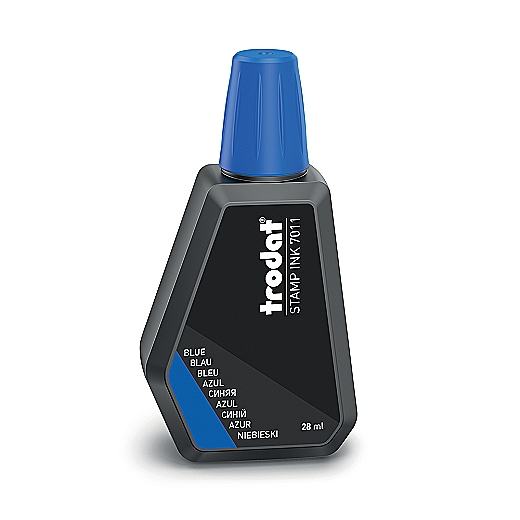 trodat®
STAMP INK 7011
BLUE
BLAU
BLEU
AZUL
СИНЯЯ
AZUL
СИНІЙ
AZUR
NIEBIESKI
28 ml